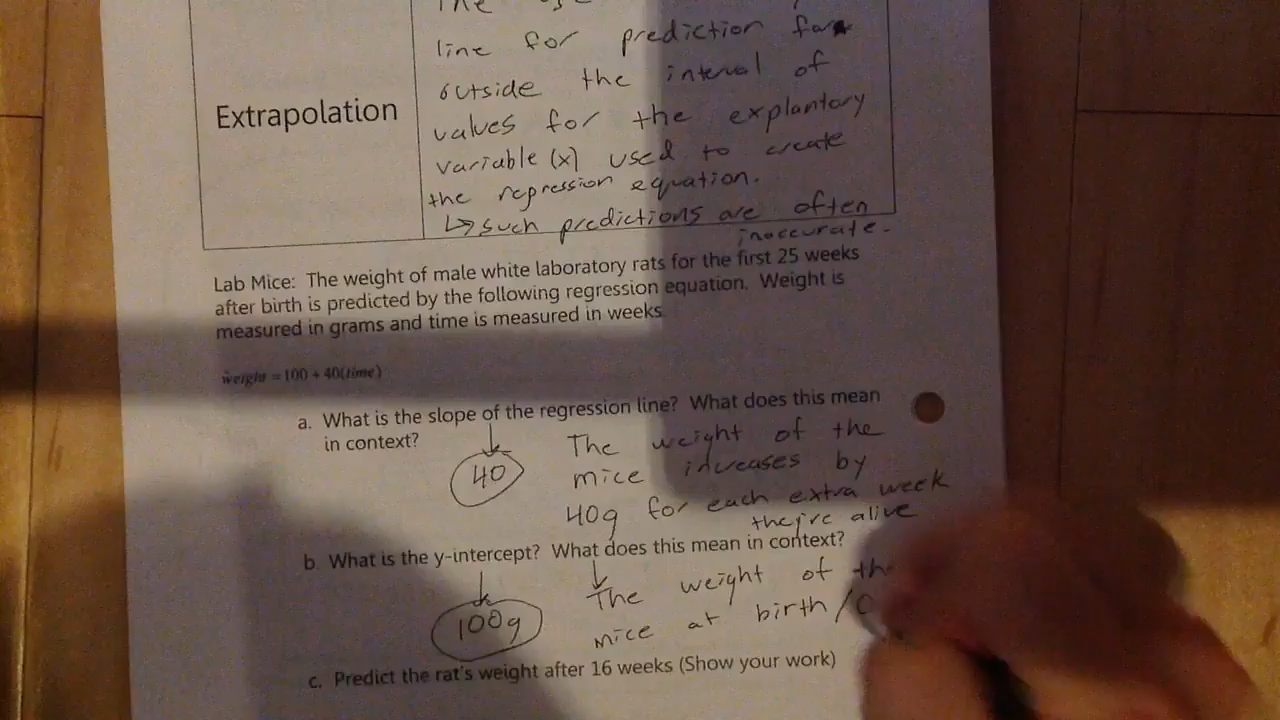 line for prediction far
outside the interval of
Extrapolation
values for the explantory
variable (x) used to create
the regression equation.
↳ such predictions are often
inaccurate.
Lab Mice: The weight of male white laboratory rats for the first 25 weeks
after birth is predicted by the following regression equation. Weight is
measured in grams and time is measured in weeks.
weight = 100 + 40(time)
a. What is the slope of the regression line? What does this mean
in context?
40
The weight of the
mice increases by
40g for each extra week
they're alive
b. What is the y-intercept? What does this mean in context?
100g
The weight of the
mice at birth/
c. Predict the rat's weight after 16 weeks (Show your work)